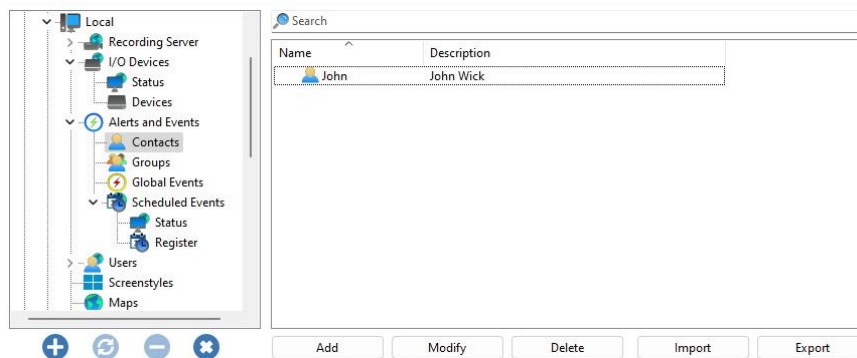 Local
Recording Server
I/O Devices
Status
Devices
Alerts and Events
Contacts
Groups
Global Events
Scheduled Events
Status
Register
Users
Screenstyles
Maps
Search
Name Description
John John Wick
Add Modify Delete Import Export